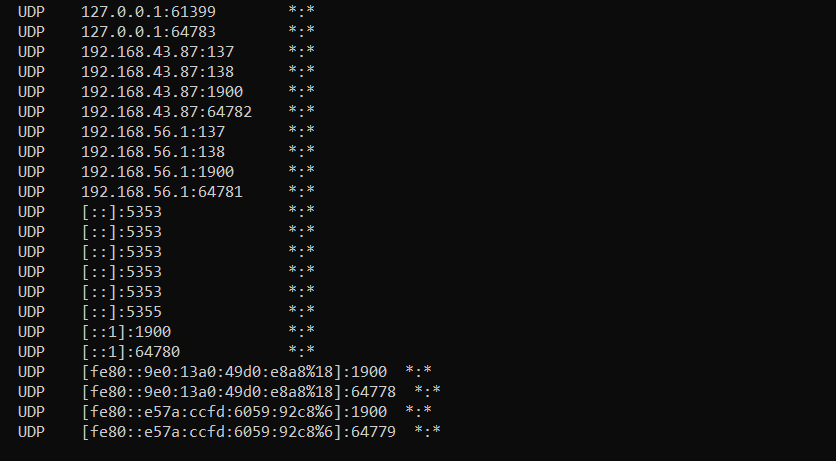 UDP    127.0.0.1:61399        *:*
UDP    127.0.0.1:64783        *:*
UDP    192.168.43.87:137      *:*
UDP    192.168.43.87:138      *:*
UDP    192.168.43.87:1900     *:*
UDP    192.168.43.87:64782    *:*
UDP    192.168.56.1:137       *:*
UDP    192.168.56.1:138       *:*
UDP    192.168.56.1:1900      *:*
UDP    192.168.56.1:64781     *:*
UDP    [::]:5353              *:*
UDP    [::]:5353              *:*
UDP    [::]:5353              *:*
UDP    [::]:5353              *:*
UDP    [::]:5353              *:*
UDP    [::]:5355              *:*
UDP    [::1]:1900             *:*
UDP    [::1]:64780            *:*
UDP    [fe80::9e0:13a0:49d0:e8a8%18]:1900  *:*
UDP    [fe80::9e0:13a0:49d0:e8a8%18]:64778  *:*
UDP    [fe80::e57a:ccfd:6059:92c8%6]:1900  *:*
UDP    [fe80::e57a:ccfd:6059:92c8%6]:64779  *:*